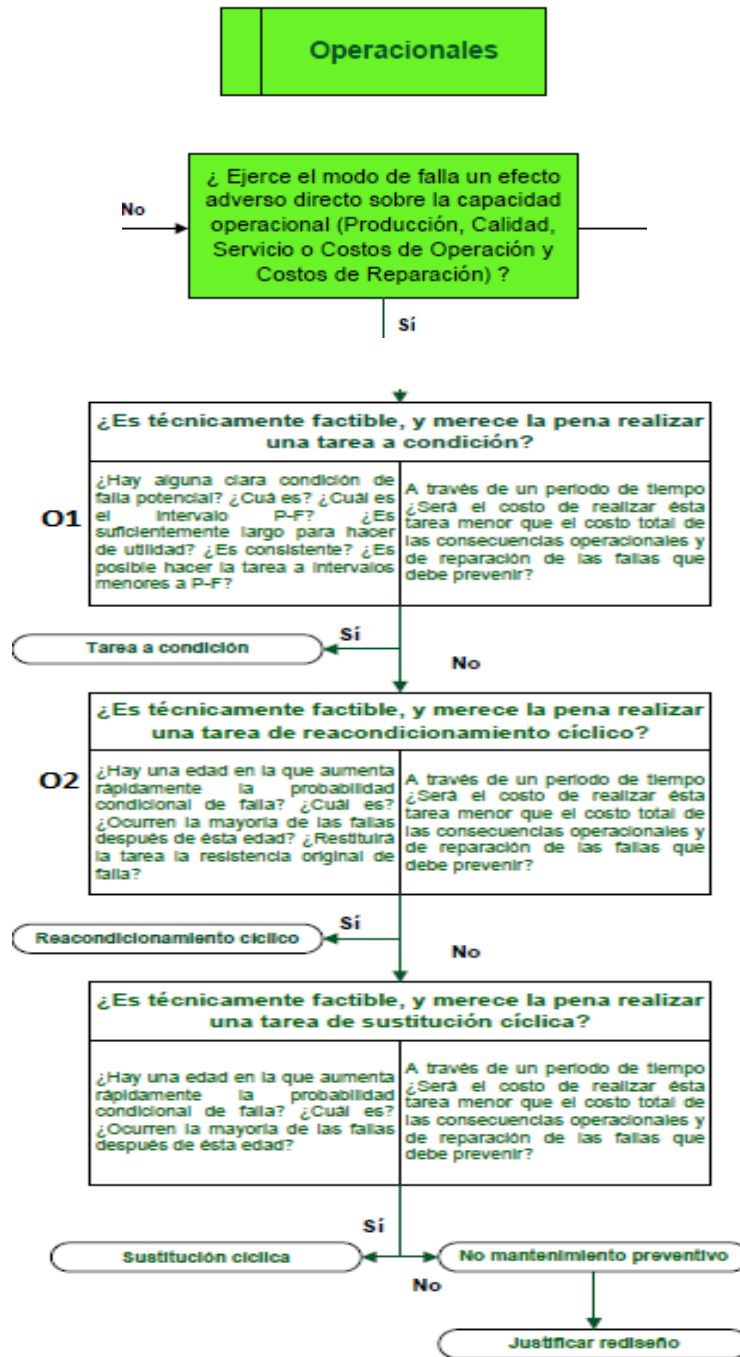 Operacionales
¿ Ejerce el modo de falla un efecto
adverso directo sobre la capacidad
operacional (Producción, Calidad,
Servicio o Costos de Operación y
Costos de Reparación) ?
No
Sí
¿Es técnicamente factible, y merece la pena realizar
una tarea a condición?
O1
¿Hay alguna clara condición de
falla potencial? ¿Cuá es? ¿Cuál es
el Intervalo P-F? ¿Es
suficientemente largo para hacer
de utilidad? ¿Es consistente? ¿Es
posible hacer la tarea a Intervalos
menores a P-F?
A través de un periodo de tiempo
¿Será el costo de realizar ésta
tarea menor que el costo total de
las consecuencias operacionales y
de reparación de las fallas que
debe prevenir?
Sí
Tarea a condición
No
¿Es técnicamente factible, y merece la pena realizar
una tarea de reacondicionamiento cíclico?
O2
¿Hay una edad en la que aumenta
rápidamente la probabilidad
condicional de falla? ¿Cuál es?
¿Ocurren la mayoría de las fallas
después de ésta edad? ¿Restituirá
la tarea la resistencia original de
falla?
A través de un periodo de tiempo
¿Será el costo de realizar ésta
tarea menor que el costo total de
las consecuencias operacionales y
de reparación de las fallas que
debe prevenir?
Sí
Reacondicionamiento cíclico
No
¿Es técnicamente factible, y merece la pena realizar
una tarea de sustitución cíclica?
¿Hay una edad en la que aumenta
rápidamente la probabilidad
condicional de falla? ¿Cuál es?
¿Ocurren la mayoría de las fallas
después de ésta edad?
A través de un periodo de tiempo
¿Será el costo de realizar ésta
tarea menor que el costo total de
las consecuencias operacionales y
de reparación de las fallas que
debe prevenir?
Sí
Sustitución cíclica
No mantenimiento preventivo
No
Justificar rediseño